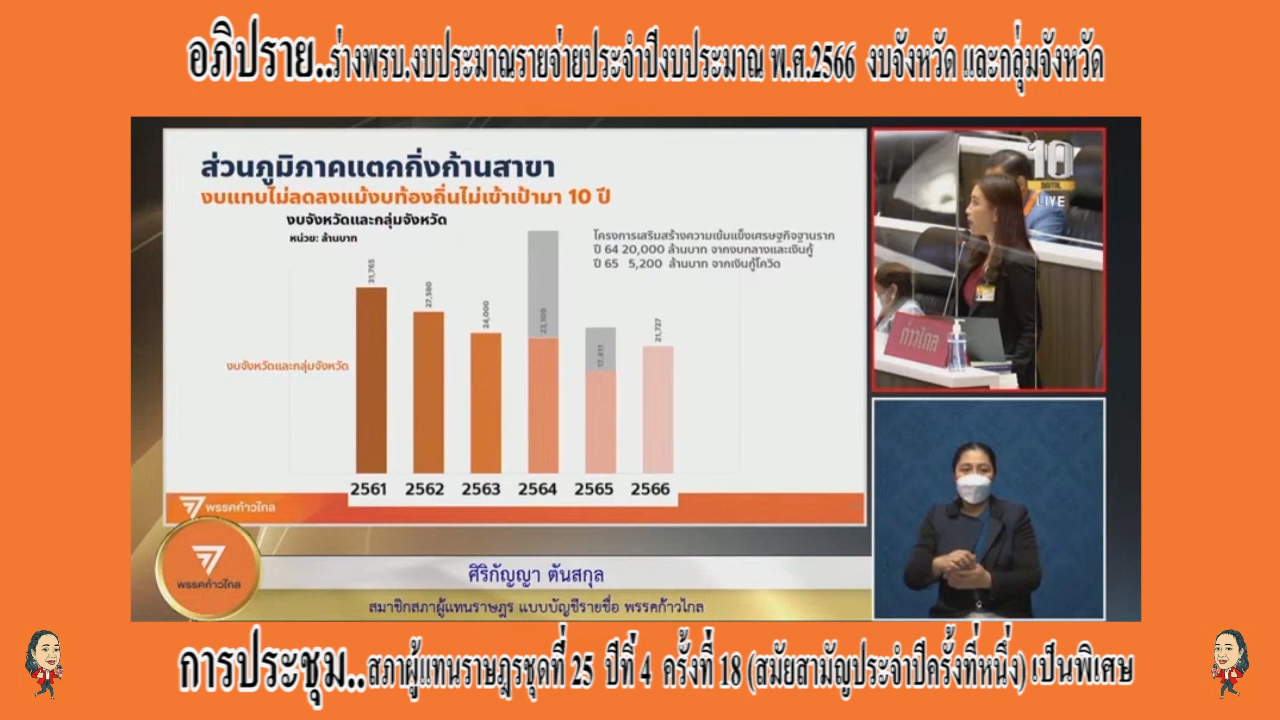 อภิปราย..ร่างพรบ.งบประมาณรายจ่ายประจำปีงบประมาณ พ.ศ.2566 งบจังหวัด และกลุ่มจังหวัด
ส่วนภูมิภาคแตกกิ่งก้านสาขา
งบแทบไม่ลดลงแม้งบท้องถิ่นไม่เข้าเป้ามา 10 ปี
งบจังหวัดและกลุ่มจังหวัด
หน่วย: ล้านบาท
โครงการเสริมสร้างความเข้มแข็งเศรษฐกิจฐานราก
ปี 64 20,000 ล้านบาท จากงบกลางและเงินกู้
ปี 65 5,200 ล้านบาท จากเงินกู้โควิด
31,765
27,580
24,000
23,109
17,411
21,727
งบจังหวัดและกลุ่มจังหวัด
2561 2562 2563 2564 2565 2566
พรรคก้าวไกล
10
DIGITAL
LIVE
ก้าวไกล
พรรคก้าวไกล
ศิริกัญญา ตันสกุล
สมาชิกสภาผู้แทนราษฎร แบบบัญชีรายชื่อ พรรคก้าวไกล
การประชุม..สภาผู้แทนราษฎรชุดที่ 25 ปีที่ 4 ครั้งที่ 18 (สมัยสามัญประจำปีครั้งที่หนึ่ง) เป็นพิเศษ